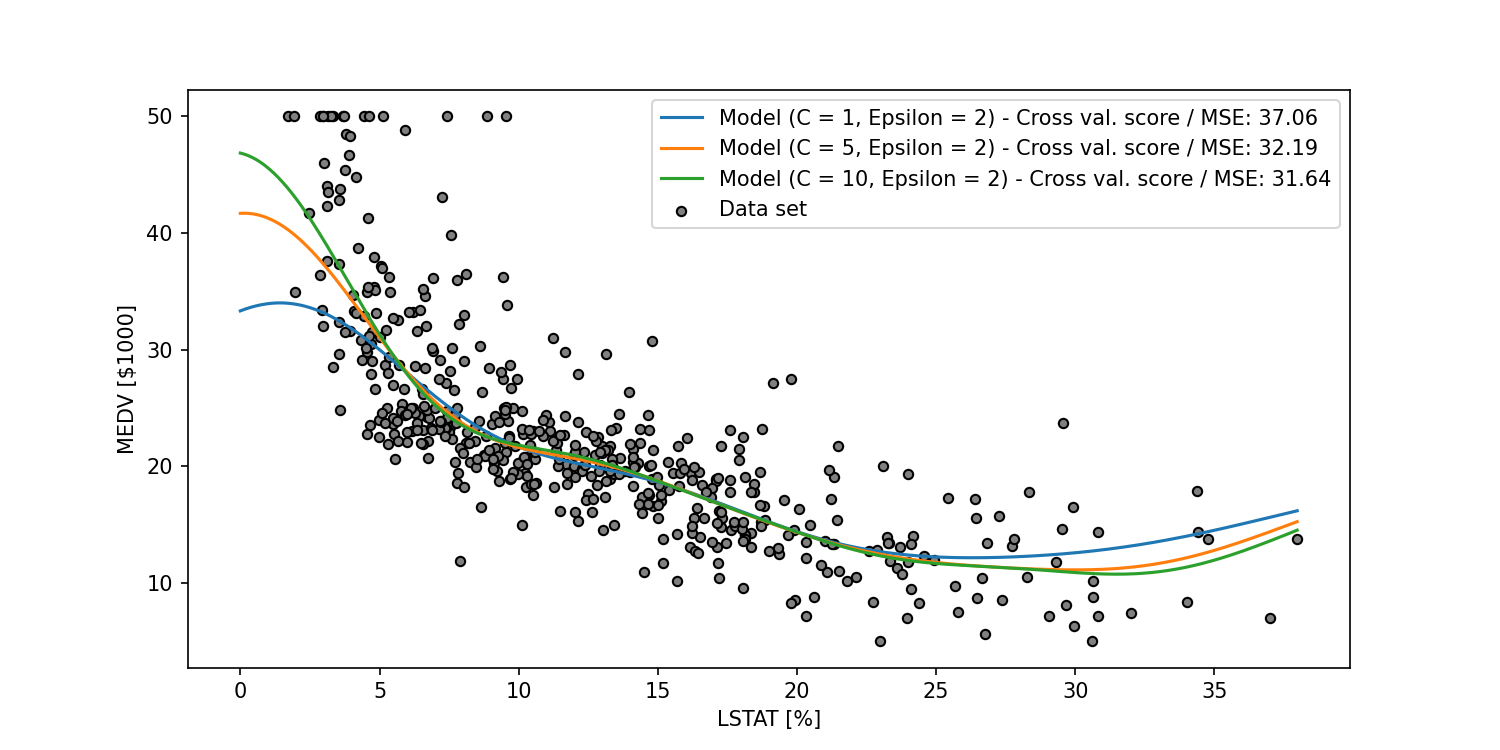 Model (C = 1, Epsilon = 2) - Cross val. score / MSE: 37.06
Model (C = 5, Epsilon = 2) - Cross val. score / MSE: 32.19
Model (C = 10, Epsilon = 2) - Cross val. score / MSE: 31.64
Data set
50
40
30
20
10
MEDV [$1000]
0 5 10 15 20 25 30 35
LSTAT [%]